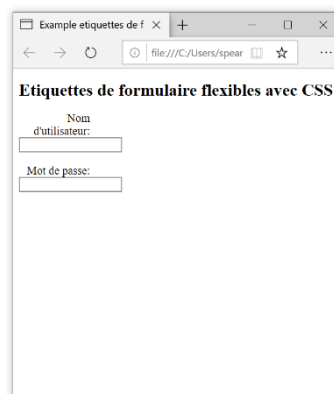 Example etiquettes de f
file:///C:/Users/spear
Etiquettes de formulaire flexibles avec CSS
Nom
d'utilisateur:
Mot de passe: